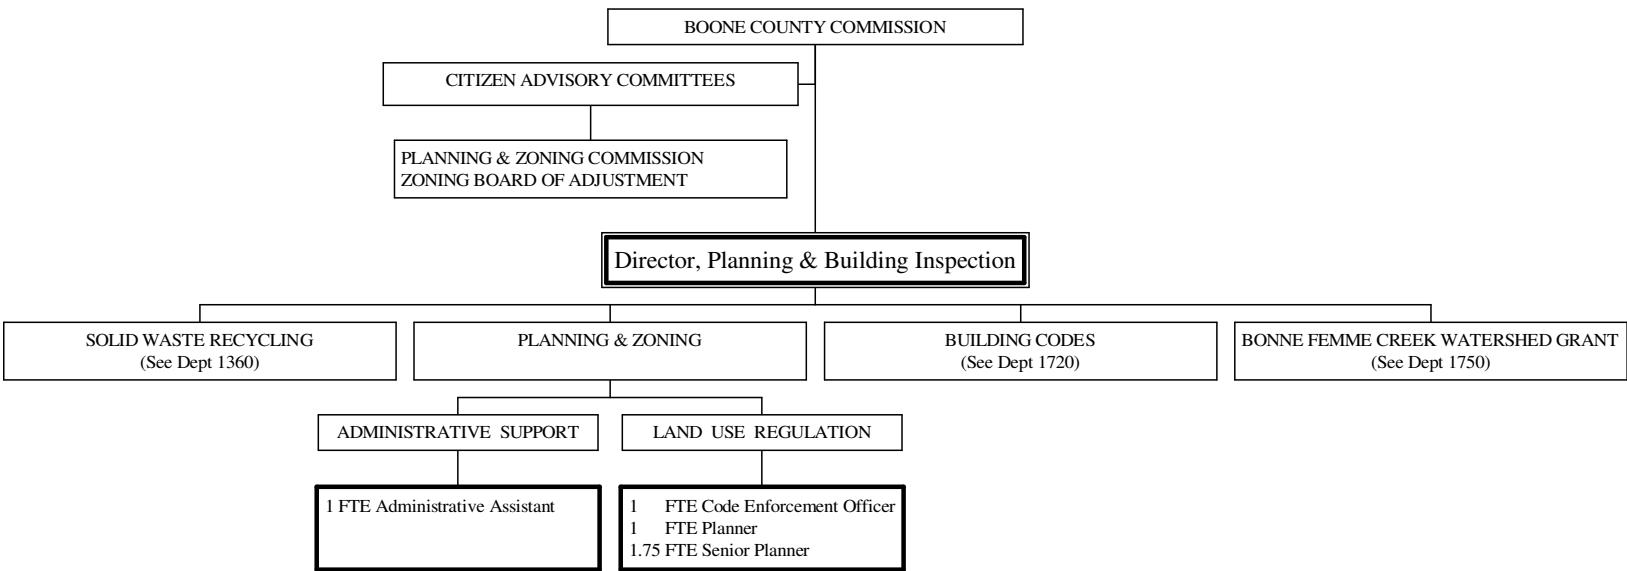 BOONE COUNTY COMMISSION
CITIZEN ADVISORY COMMITTEES
PLANNING & ZONING COMMISSION
ZONING BOARD OF ADJUSTMENT
Director, Planning & Building Inspection
SOLID WASTE RECYCLING
(See Dept 1360)
PLANNING & ZONING
BUILDING CODES
(See Dept 1720)
BONNE FEMME CREEK WATERSHED GRANT
(See Dept 1750)
ADMINISTRATIVE SUPPORT
LAND USE REGULATION
1 FTE Administrative Assistant
1 FTE Code Enforcement Officer
1 FTE Planner
1.75 FTE Senior Planner